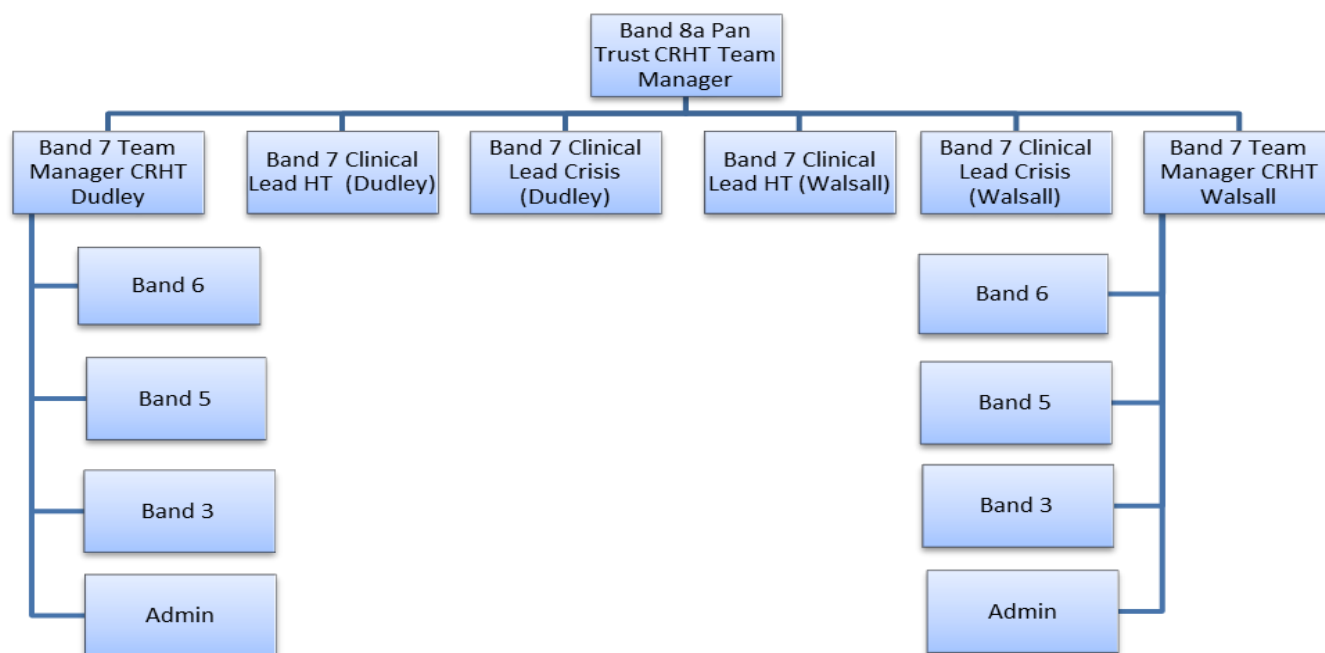 Band 8a Pan
Trust CRHT Team
Manager
Band 7 Team
Manager CRHT
Dudley
Band 7 Clinical
Lead HT (Dudley)
Band 7 Clinical
Lead Crisis
(Dudley)
Band 7 Clinical
Lead HT (Walsall)
Band 7 Clinical
Lead Crisis
(Walsall)
Band 7 Team
Manager CRHT
Walsall
Band 6
Band 5
Band 3
Admin
Band 6
Band 5
Band 3
Admin